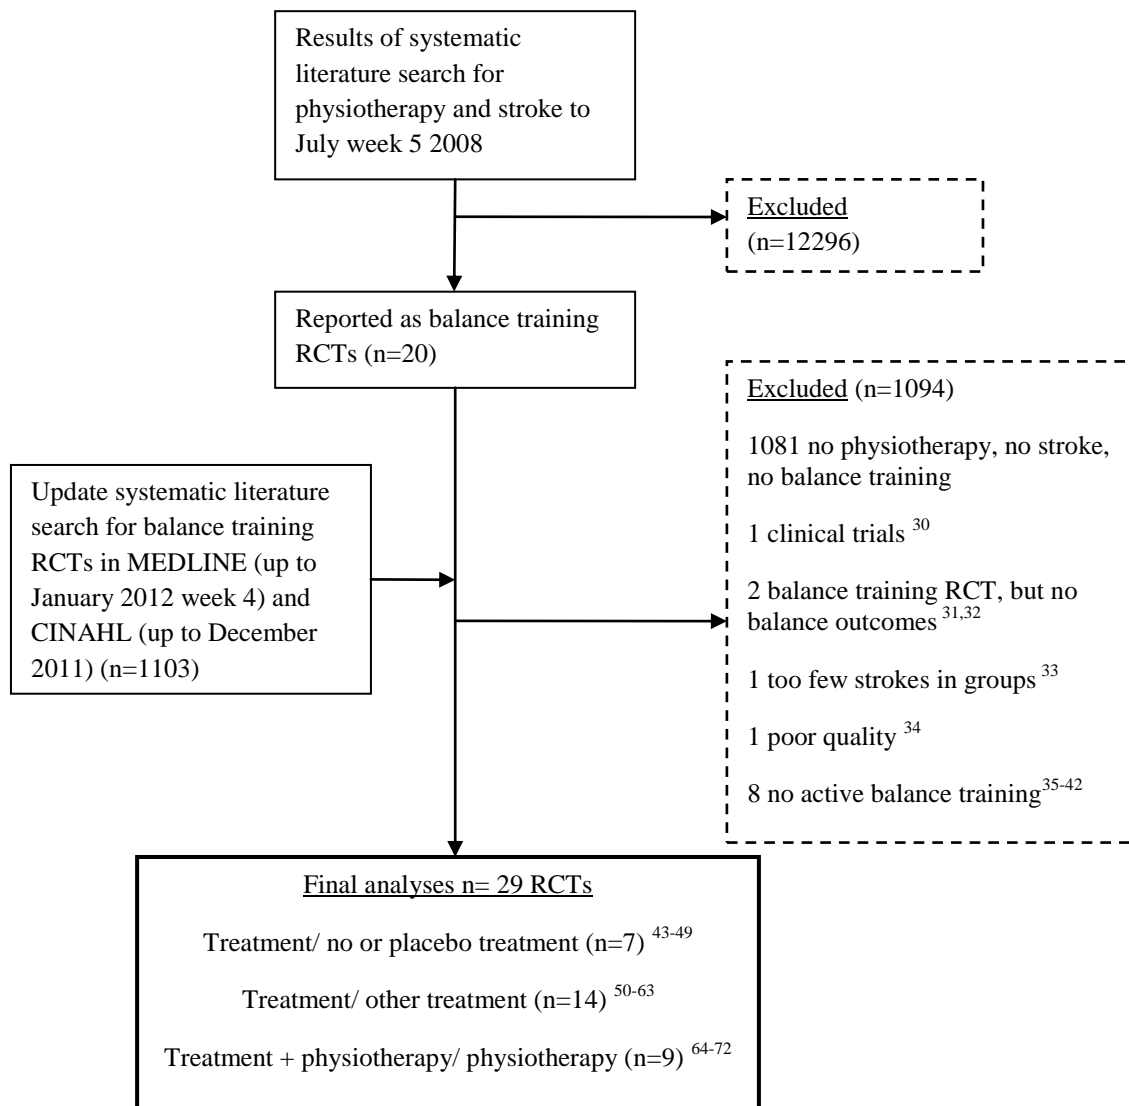 Results of systematic
literature search for
physiotherapy and stroke to
July week 5 2008
Excluded
(n=12296)
Reported as balance training
RCTs (n=20)
Update systematic literature
search for balance training
RCTs in MEDLINE (up to
January 2012 week 4) and
CINAHL (up to December
2011) (n=1103)
Excluded (n=1094)
1081 no physiotherapy, no stroke,
no balance training
1 clinical trials 30
2 balance training RCT, but no
balance outcomes 31,32
1 too few strokes in groups 33
1 poor quality 34
8 no active balance training35-42
Final analyses n= 29 RCTs
Treatment/ no or placebo treatment (n=7) 43-49
Treatment/ other treatment (n=14) 50-63
Treatment + physiotherapy/ physiotherapy (n=9) 64-72